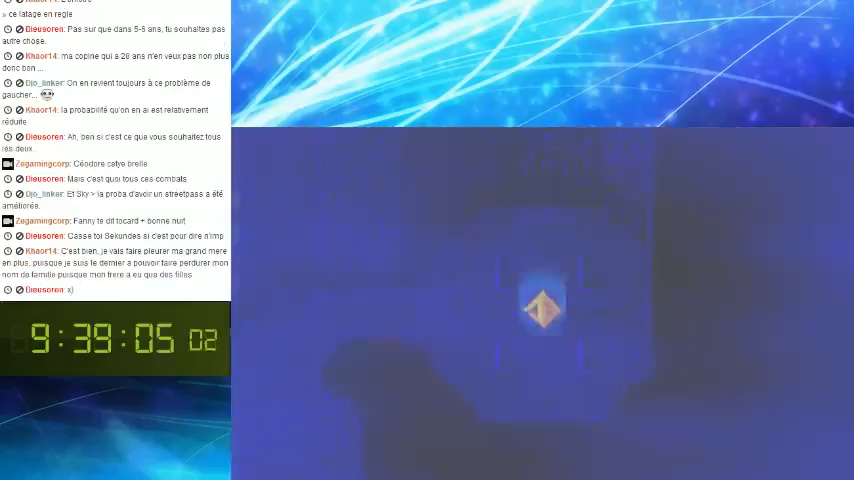 » ce latage en regle
Dieusoren: Pas sur que dans 5-6 ans, tu souhaites pas
autre chose.
Khaor14: ma copine qui a 28 ans n'en veux pas non plus
donc bon ...
Djo_linker: On en revient toujours à ce problème de
gaucher...
Khaor14: la probabilité qu'on en ai est relativement
réduite
Dieusoren: Ah, ben si c'est ce que vous souhaitez tous
les deux...
Zegamingcorp: Céodore cetye brelle
Dieusoren: Mais c'est quoi tous ces combats
Djo_linker: Et Sky > la proba d'avoir un streetpass a été
améliorée.
Zegamingcorp: Fanny te dit tocard + bonne nuit
Dieusoren: Casse toi Sekundes si c'est pour dire n'imp
Khaor14: C'est bien, je vais faire pleurer ma grand mere
en plus, puisque je suis le dernier a pouvoir faire perdurer mon
nom de famille puisque mon frere a eu que des filles
Dieusoren: x)
9:39:05 02